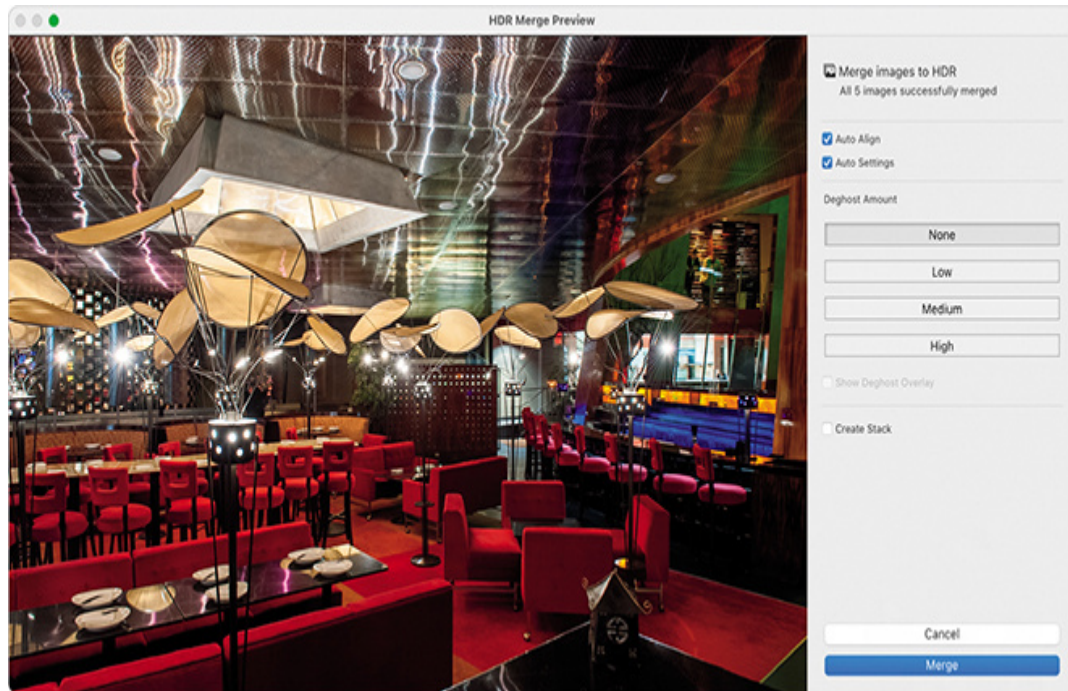 HDR Merge Preview
Merge images to HDR
All 5 images successfully merged
Auto Align
Auto Settings
Deghost Amount
None
Low
Medium
High
Show Deghost Overlay
Create Stack
Cancel
Merge